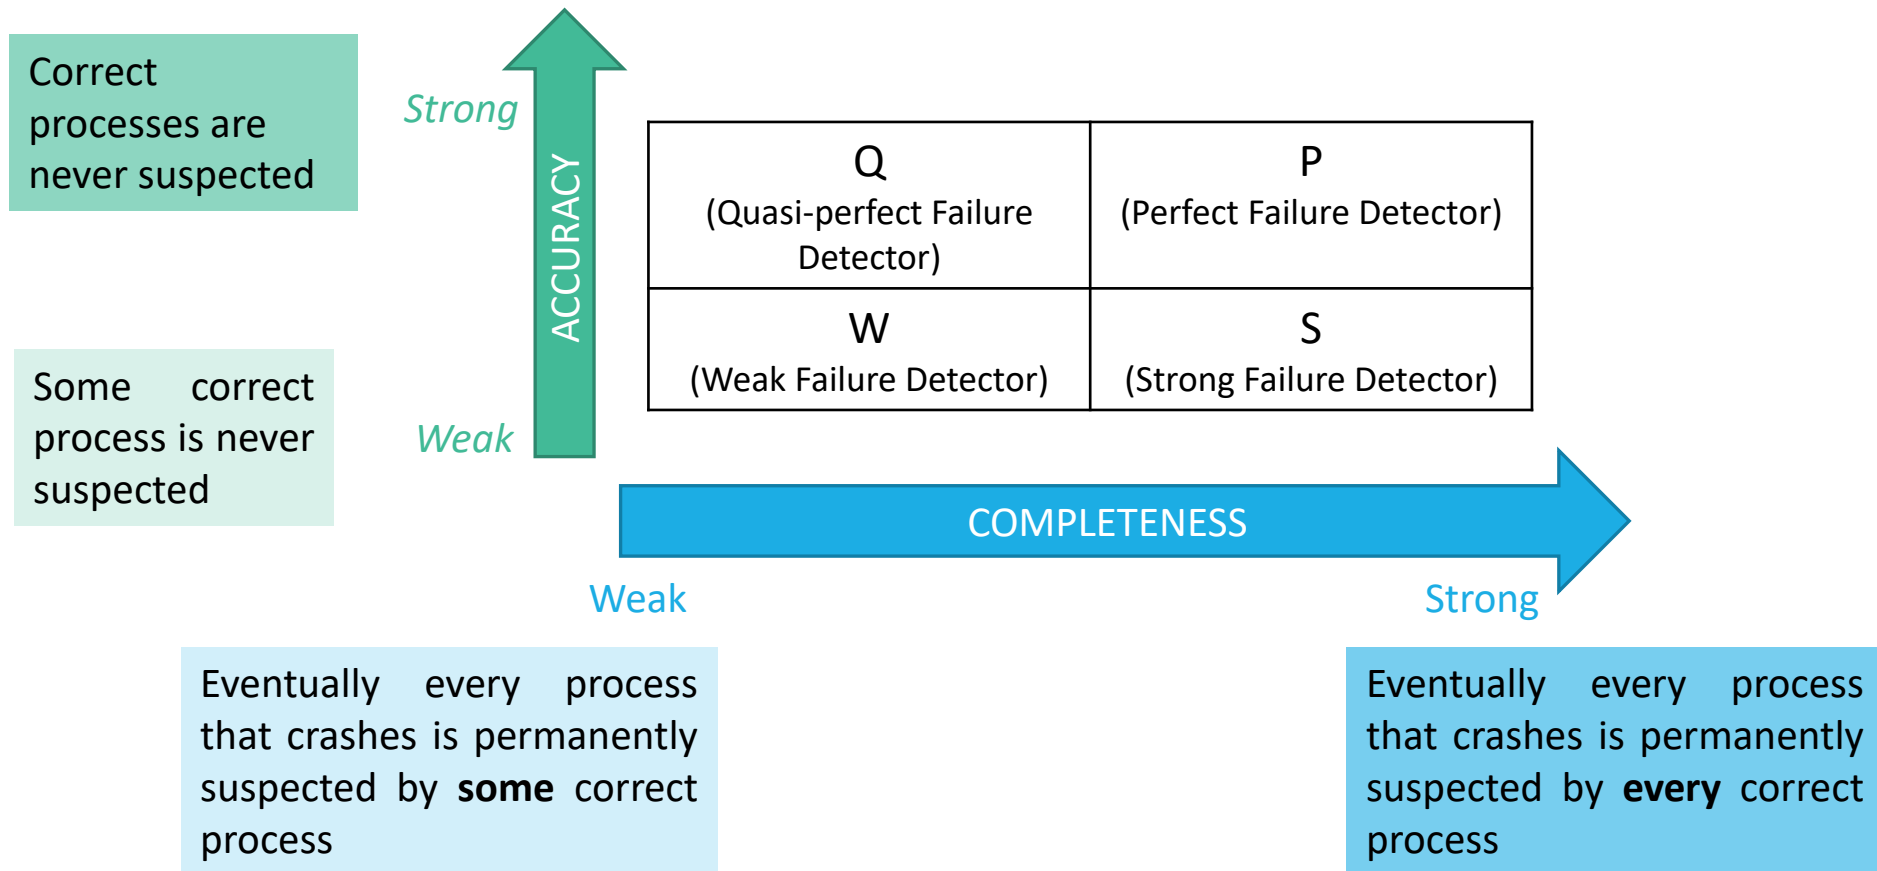 Correct
processes are
never suspected
Strong
ACCURACY
Q
(Quasi-perfect Failure
Detector)
P
(Perfect Failure Detector)
W
(Weak Failure Detector)
S
(Strong Failure Detector)
Some correct
process is never
suspected
Weak
COMPLETENESS
Weak
Strong
Eventually every process
that crashes is permanently
suspected by some correct
process
Eventually every process
that crashes is permanently
suspected by every correct
process